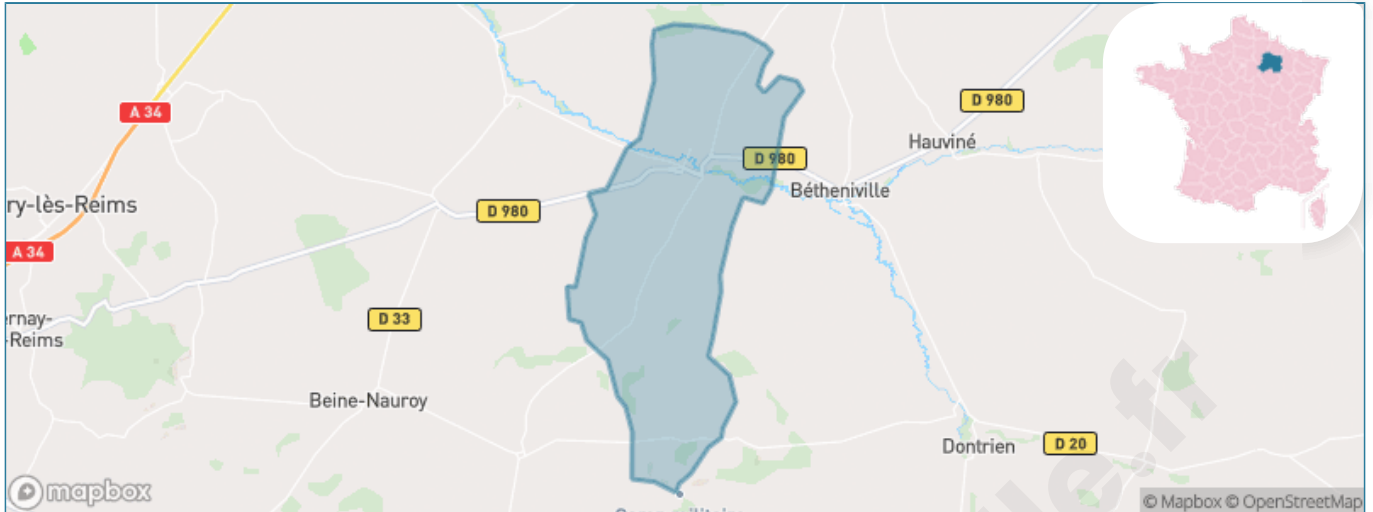 A 34
D 980
Hauviné
D 980
Bétheniville
ry-lès-Reims
D 980
A 34
ernay-
-Reims
D 33
Beine-Nauroy
Dontrien
D 20
mapbox
© Mapbox © OpenStreetMap